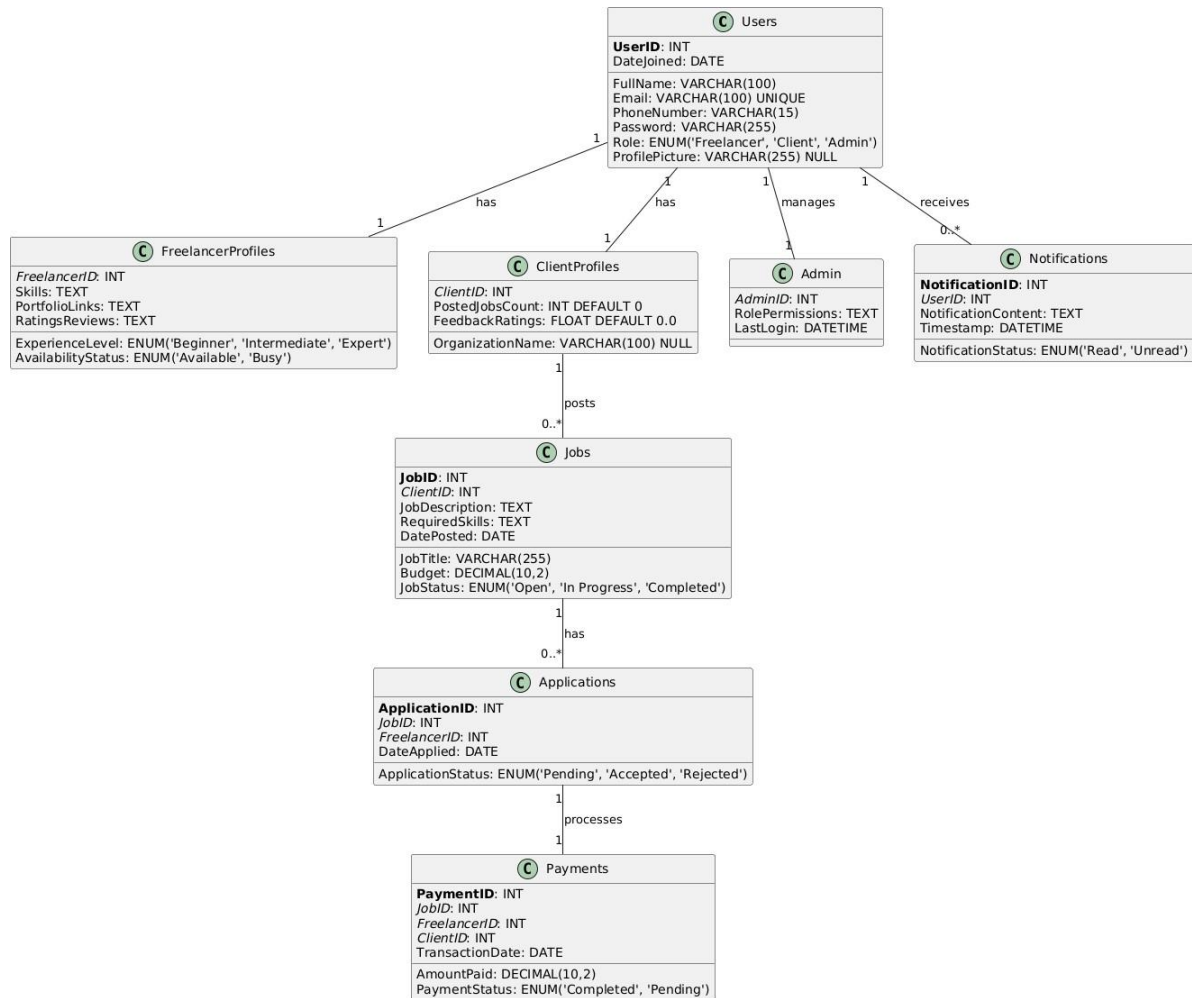 C Users
UserID: INT
DateJoined: DATE
FullName: VARCHAR(100)
Email: VARCHAR(100) UNIQUE
PhoneNumber: VARCHAR(15)
Password: VARCHAR(255)
Role: ENUM('Freelancer', 'Client', 'Admin')
ProfilePicture: VARCHAR(255) NULL
1
1
1
1
has
has
manages
receives
1
1
1
0..*
C FreelancerProfiles
FreelancerID: INT
Skills: TEXT
PortfolioLinks: TEXT
RatingsReviews: TEXT
ExperienceLevel: ENUM('Beginner', 'Intermediate', 'Expert')
AvailabilityStatus: ENUM('Available', 'Busy')
C ClientProfiles
ClientID: INT
PostedJobsCount: INT DEFAULT 0
FeedbackRatings: FLOAT DEFAULT 0.0
OrganizationName: VARCHAR(100) NULL
C Admin
AdminID: INT
RolePermissions: TEXT
LastLogin: DATETIME
C Notifications
NotificationID: INT
UserID: INT
NotificationContent: TEXT
Timestamp: DATETIME
NotificationStatus: ENUM('Read', 'Unread')
1
posts
0..*
C Jobs
JobID: INT
ClientID: INT
JobDescription: TEXT
RequiredSkills: TEXT
DatePosted: DATE
JobTitle: VARCHAR(255)
Budget: DECIMAL(10,2)
JobStatus: ENUM('Open', 'In Progress', 'Completed')
1
has
0..*
C Applications
ApplicationID: INT
JobID: INT
FreelancerID: INT
DateApplied: DATE
ApplicationStatus: ENUM('Pending', 'Accepted', 'Rejected')
1
processes
1
C Payments
PaymentID: INT
JobID: INT
FreelancerID: INT
ClientID: INT
TransactionDate: DATE
AmountPaid: DECIMAL(10,2)
PaymentStatus: ENUM('Completed', 'Pending')